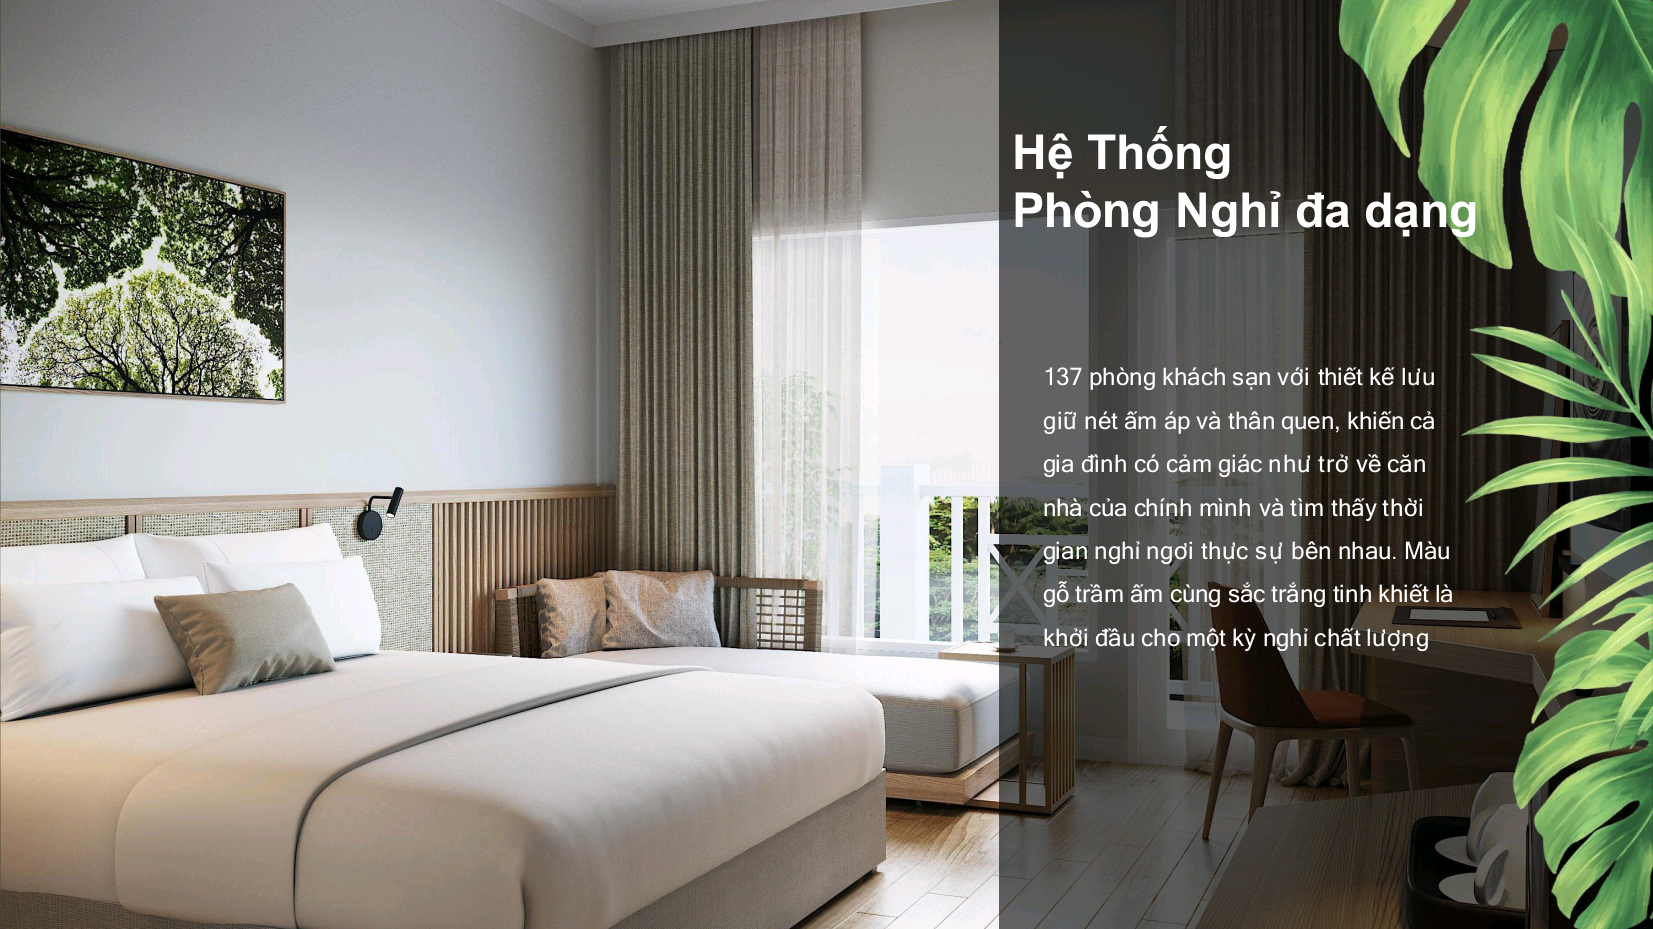 Hệ Thống
Phòng Nghỉ đa dạng
137 phòng khách sạn với thiết kế lưu
giữ nét ấm áp và thân quen, khiến cả
gia đình có cảm giác như trở về căn
nhà của chính mình và tìm thấy thời
gian nghỉ ngơi thực sự bên nhau. Màu
gỗ trầm ấm cùng sắc trắng tinh khiết là
khởi đầu cho một kỳ nghỉ chất lượng